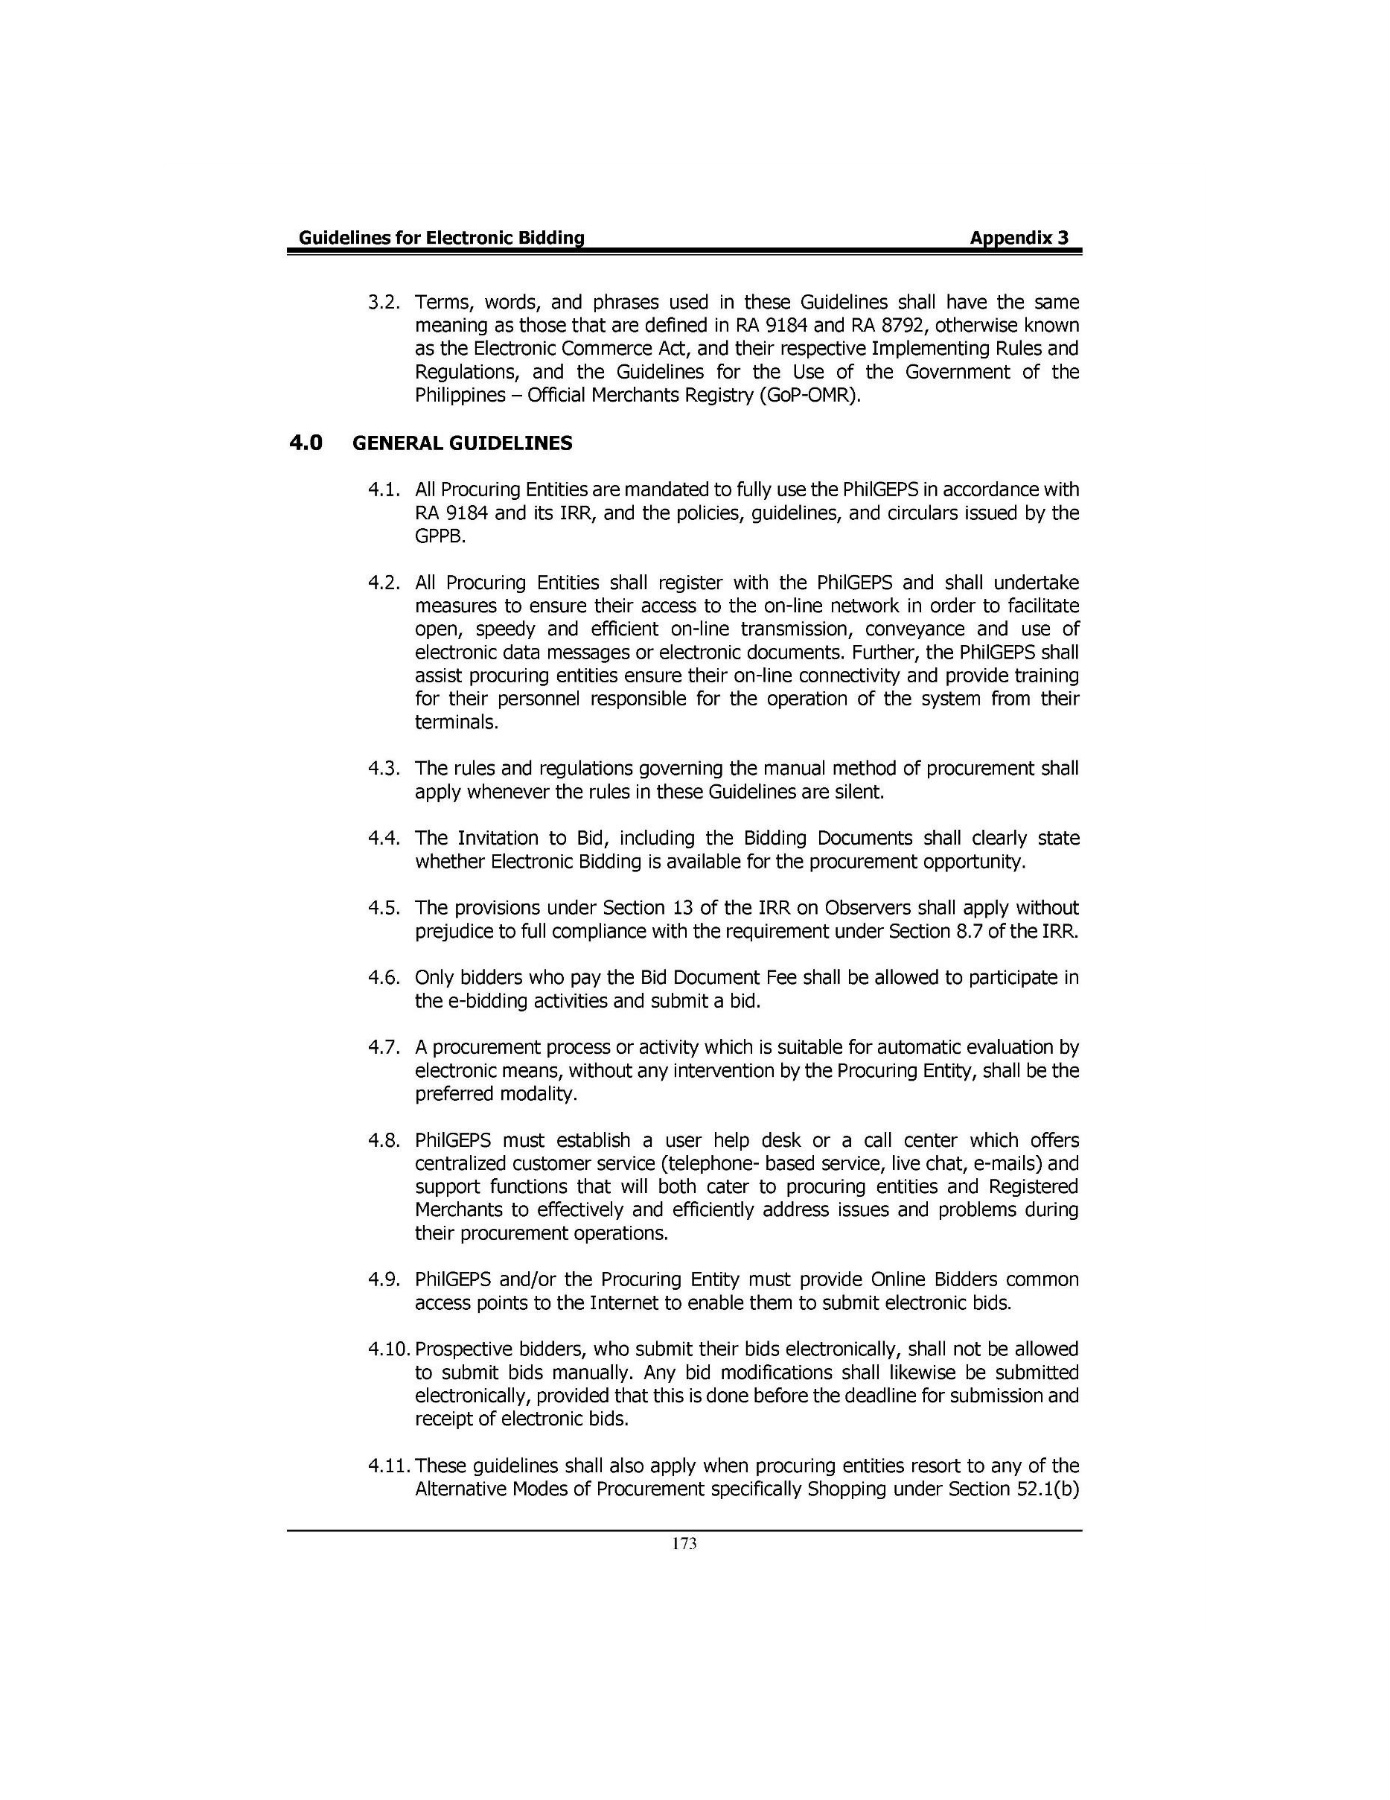 Guidelines for Electronic Bidding Appendix 3
3.2. Terms, words, and phrases used in these Guidelines shall have the same
meaning as those that are defined in RA 9184 and RA 8792, otherwise known
as the Electronic Commerce Act, and their respective Implementing Rules and
Regulations, and the Guidelines for the Use of the Government of the
Philippines – Official Merchants Registry (GoP-OMR).
4.0 GENERAL GUIDELINES
4.1. All Procuring Entities are mandated to fully use the PhilGEPS in accordance with
RA 9184 and its IRR, and the policies, guidelines, and circulars issued by the
GPPB.
4.2. All Procuring Entities shall register with the PhilGEPS and shall undertake
measures to ensure their access to the on-line network in order to facilitate
open, speedy and efficient on-line transmission, conveyance and use of
electronic data messages or electronic documents. Further, the PhilGEPS shall
assist procuring entities ensure their on-line connectivity and provide training
for their personnel responsible for the operation of the system from their
terminals.
4.3. The rules and regulations governing the manual method of procurement shall
apply whenever the rules in these Guidelines are silent.
4.4. The Invitation to Bid, including the Bidding Documents shall clearly state
whether Electronic Bidding is available for the procurement opportunity.
4.5. The provisions under Section 13 of the IRR on Observers shall apply without
prejudice to full compliance with the requirement under Section 8.7 of the IRR.
4.6. Only bidders who pay the Bid Document Fee shall be allowed to participate in
the e-bidding activities and submit a bid.
4.7. A procurement process or activity which is suitable for automatic evaluation by
electronic means, without any intervention by the Procuring Entity, shall be the
preferred modality.
4.8. PhilGEPS must establish a user help desk or a call center which offers
centralized customer service (telephone- based service, live chat, e-mails) and
support functions that will both cater to procuring entities and Registered
Merchants to effectively and efficiently address issues and problems during
their procurement operations.
4.9. PhilGEPS and/or the Procuring Entity must provide Online Bidders common
access points to the Internet to enable them to submit electronic bids.
4.10. Prospective bidders, who submit their bids electronically, shall not be allowed
to submit bids manually. Any bid modifications shall likewise be submitted
electronically, provided that this is done before the deadline for submission and
receipt of electronic bids.
4.11. These guidelines shall also apply when procuring entities resort to any of the
Alternative Modes of Procurement specifically Shopping under Section 52.1(b)
173